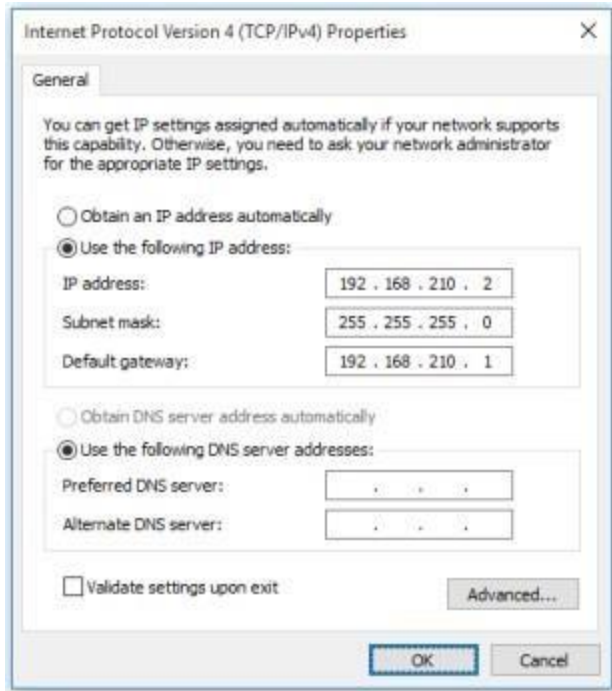 Internet Protocol Version 4 (TCP/IPv4) Properties
General
You can get IP settings assigned automatically if your network supports
this capability. Otherwise, you need to ask your network administrator
for the appropriate IP settings.
Obtain an IP address automatically
Use the following IP address:
IP address: 192 . 168 . 210 . 2
Subnet mask: 255 . 255 . 255 . 0
Default gateway: 192 . 168 . 210 . 1
Obtain DNS server address automatically
Use the following DNS server addresses:
Preferred DNS server: . . .
Alternate DNS server: . . .
Validate settings upon exit
Advanced...
OK Cancel